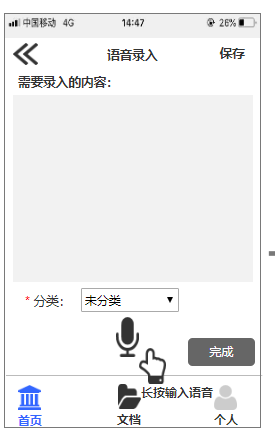 中国移动 4G 14:47 26%
语音录入 保存
需要录入的内容：
* 分类： 未分类
完成
长按输入语音
首页 文档 个人